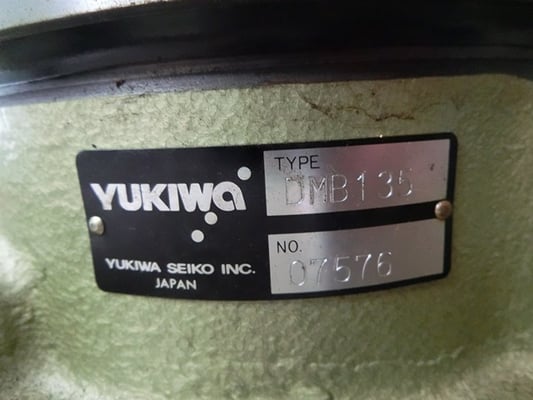 YUKIWA
TYPE
DMB135
NO.
07576
YUKIWA SEIKO INC.
JAPAN